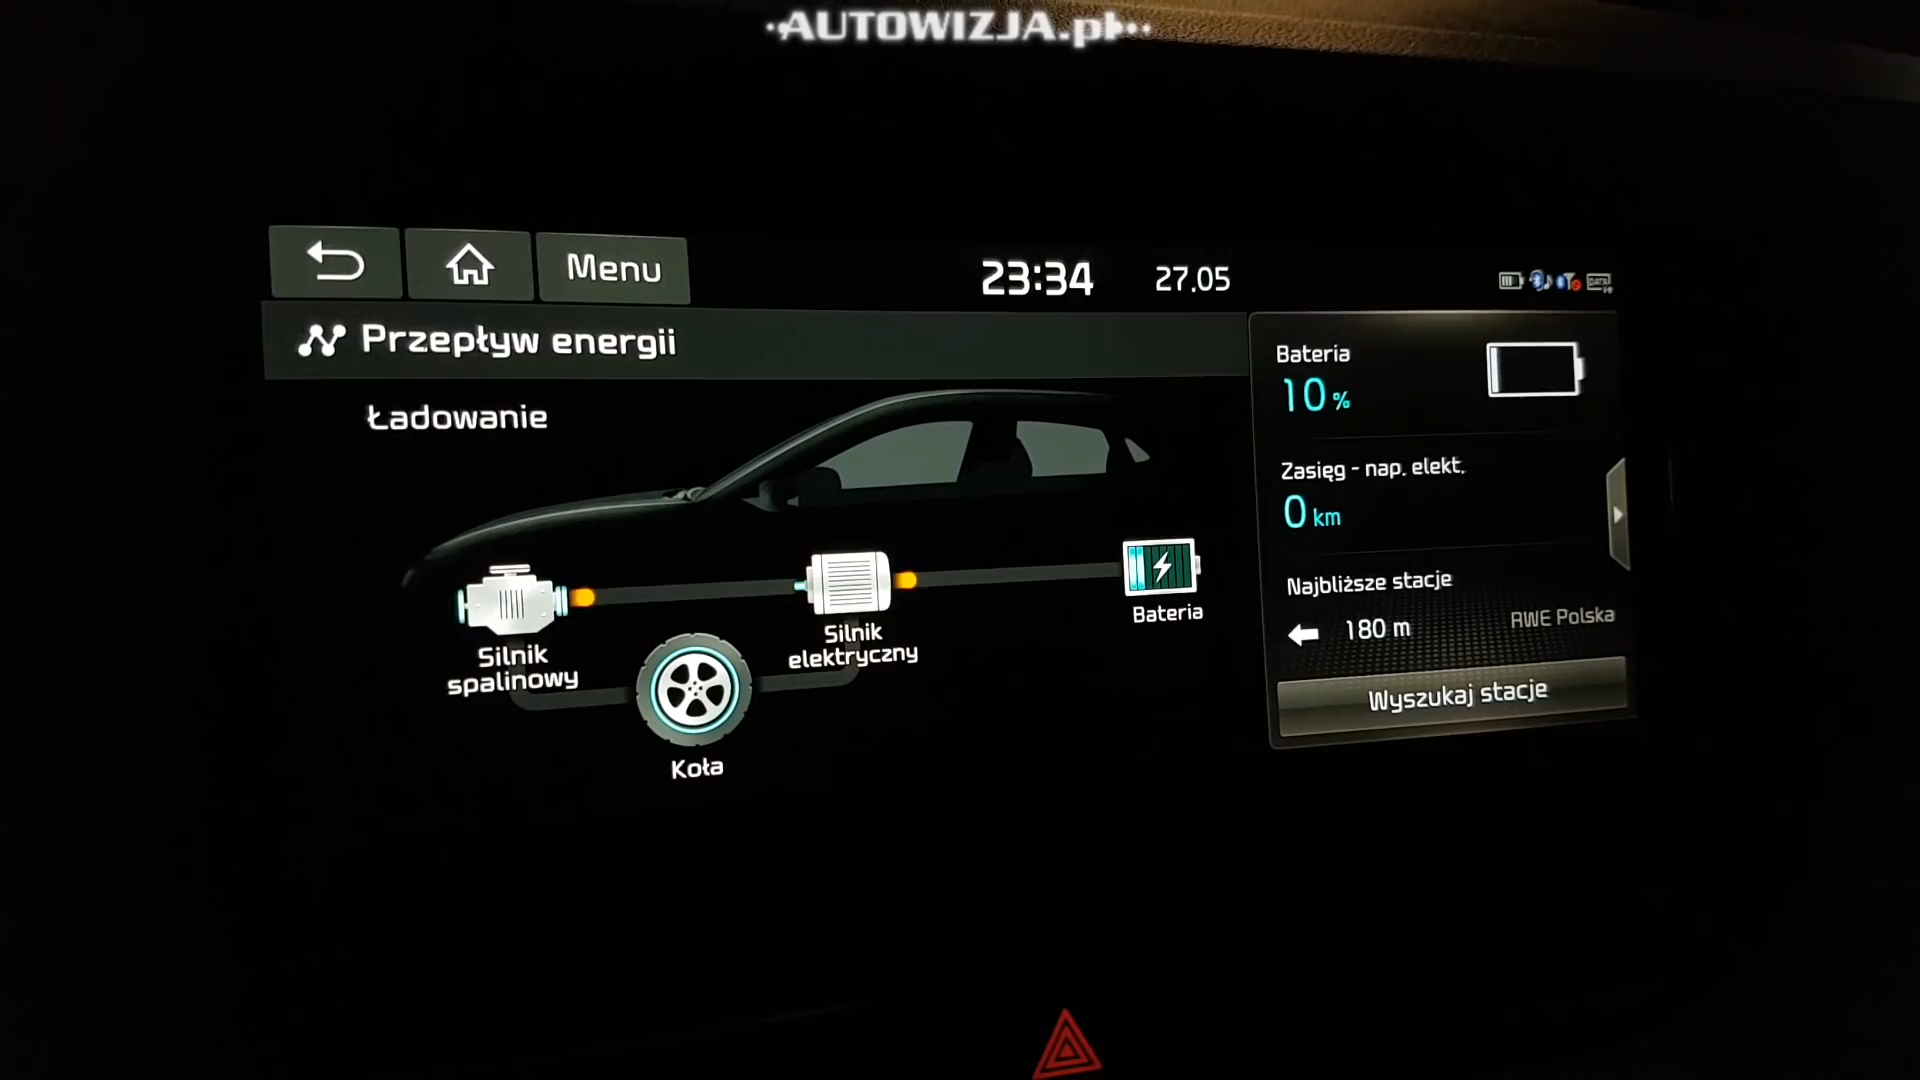 AUTOWIZJA.pl
Menu
23:34
27.05
Przepływ energii
Ładowanie
Bateria
10 %
Zasięg - nap. elekt.
0 km
Najbliższe stacje
180 m
RWE Polska
Wyszukaj stacje
Silnik
spalinowy
Silnik
elektryczny
Bateria
Koła